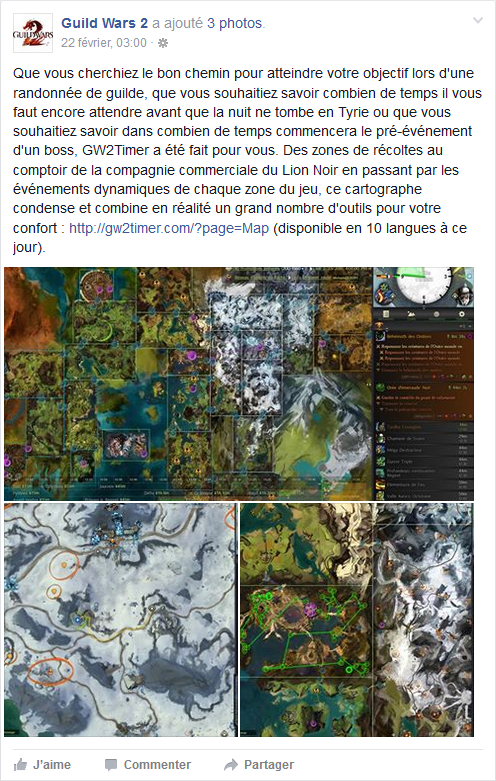 Guild Wars 2 a ajouté 3 photos.
22 février, 03:00 ·
Que vous cherchiez le bon chemin pour atteindre votre objectif lors d'une
randonnée de guilde, que vous souhaitiez savoir combien de temps il vous
faut encore attendre avant que la nuit ne tombe en Tyrie ou que vous
souhaitiez savoir dans combien de temps commencera le pré-événement
d'un boss, GW2Timer a été fait pour vous. Des zones de récoltes au
comptoir de la compagnie commerciale du Lion Noir en passant par les
événements dynamiques de chaque zone du jeu, ce cartographe
condense et combine en réalité un grand nombre d'outils pour votre
confort : http://gw2timer.com/?page=Map (disponible en 10 langues à ce
jour).
J'aime Commenter Partager